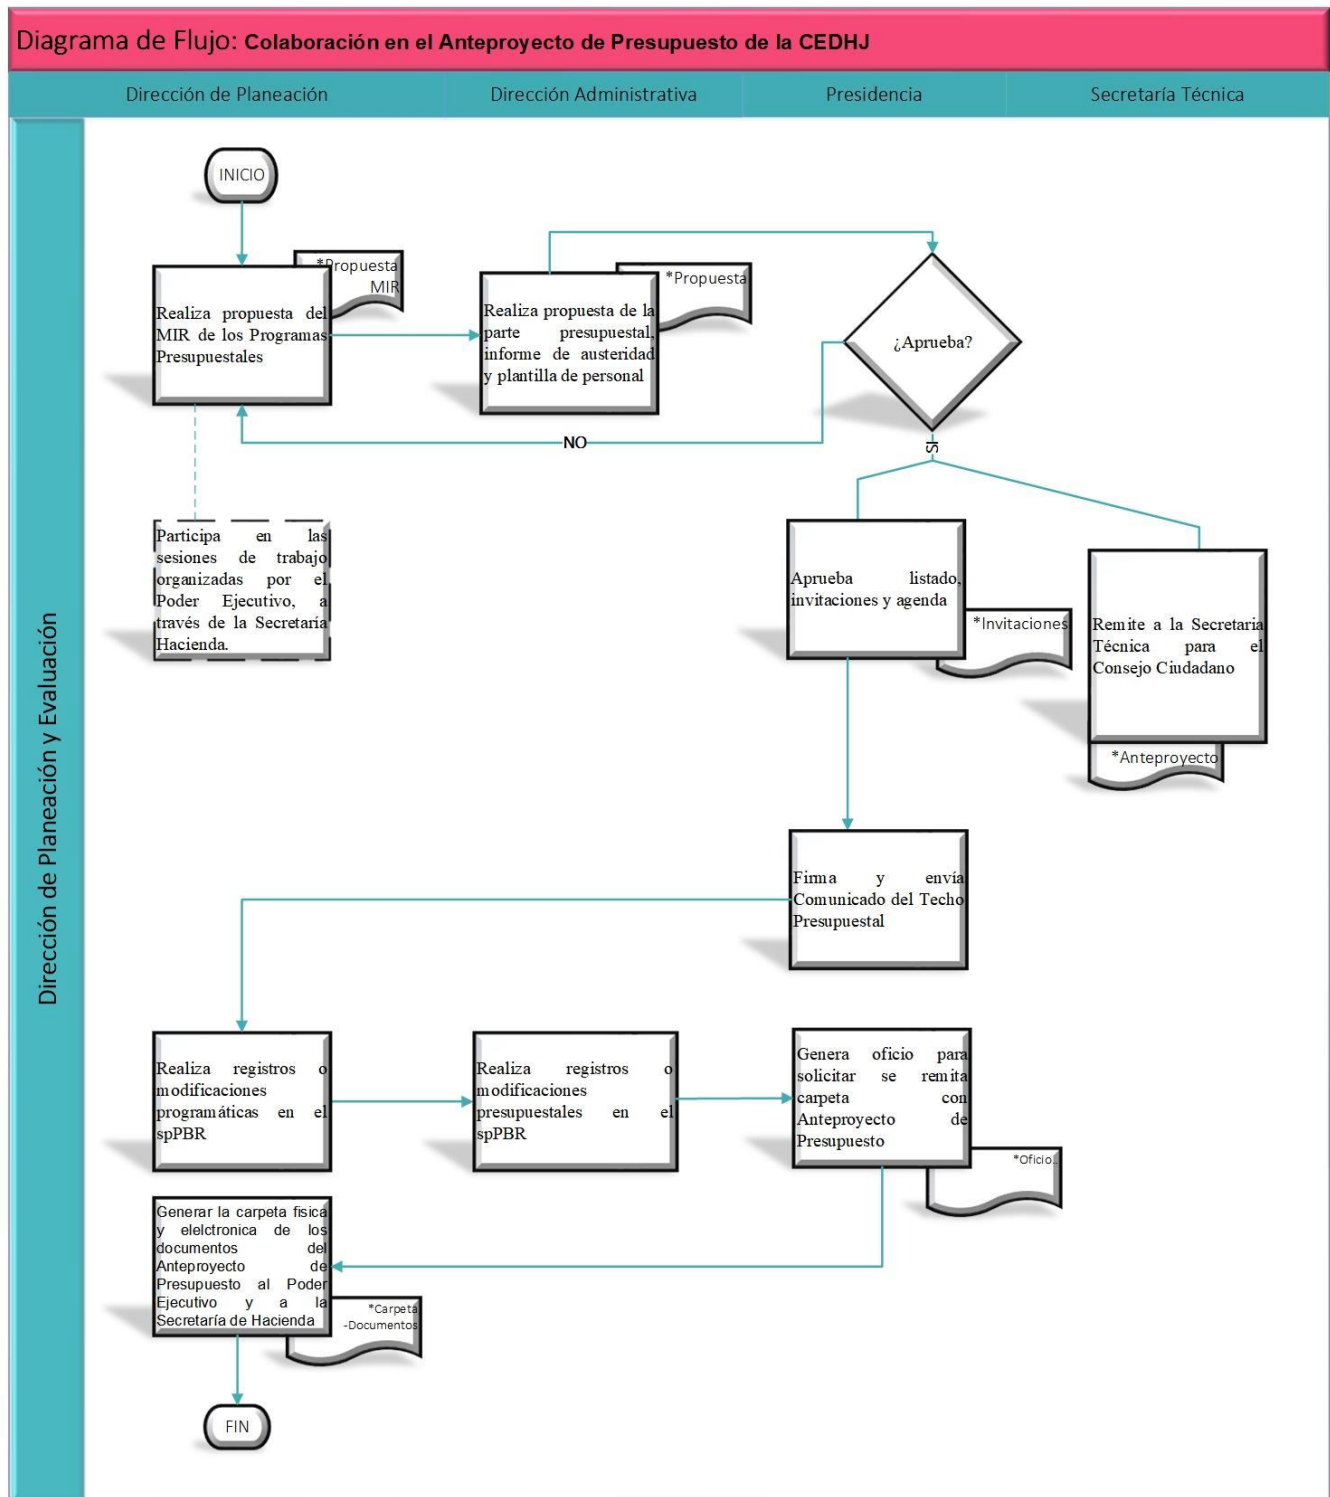 Diagrama de Flujo: Colaboración en el Anteproyecto de Presupuesto de la CEDHJ
Dirección de Planeación
Dirección Administrativa
Presidencia
Secretaría Técnica
Dirección de Planeación y Evaluación
INICIO
*Propuesta
MIR
Realiza propuesta del
MIR de los Programas
Presupuestales
*Propuesta
Realiza propuesta de la
parte presupuestal,
informe de austeridad
y plantilla de personal
¿Aprueba?
NO
SI
Participa en las
sesiones de trabajo
organizadas por el
Poder Ejecutivo, a
través de la Secretaría
Hacienda.
Aprueba listado,
invitaciones y agenda
*Invitaciones
Remite a la Secretaria
Técnica para el
Consejo Ciudadano
*Anteproyecto
Firma y envía
Comunicado del Techo
Presupuestal
Realiza registros o
modificaciones
programáticas en el
spPBR
Realiza registros o
modificaciones
presupuestales en el
spPBR
Genera oficio para
solicitar se remita
carpeta con
Anteproyecto de
Presupuesto
*Oficio..
Generar la carpeta fisica
y elelctronica de los
documentos del
Anteproyecto de
Presupuesto al Poder
Ejecutivo y a la
Secretaría de Hacienda
*Carpeta
-Documentos
FIN